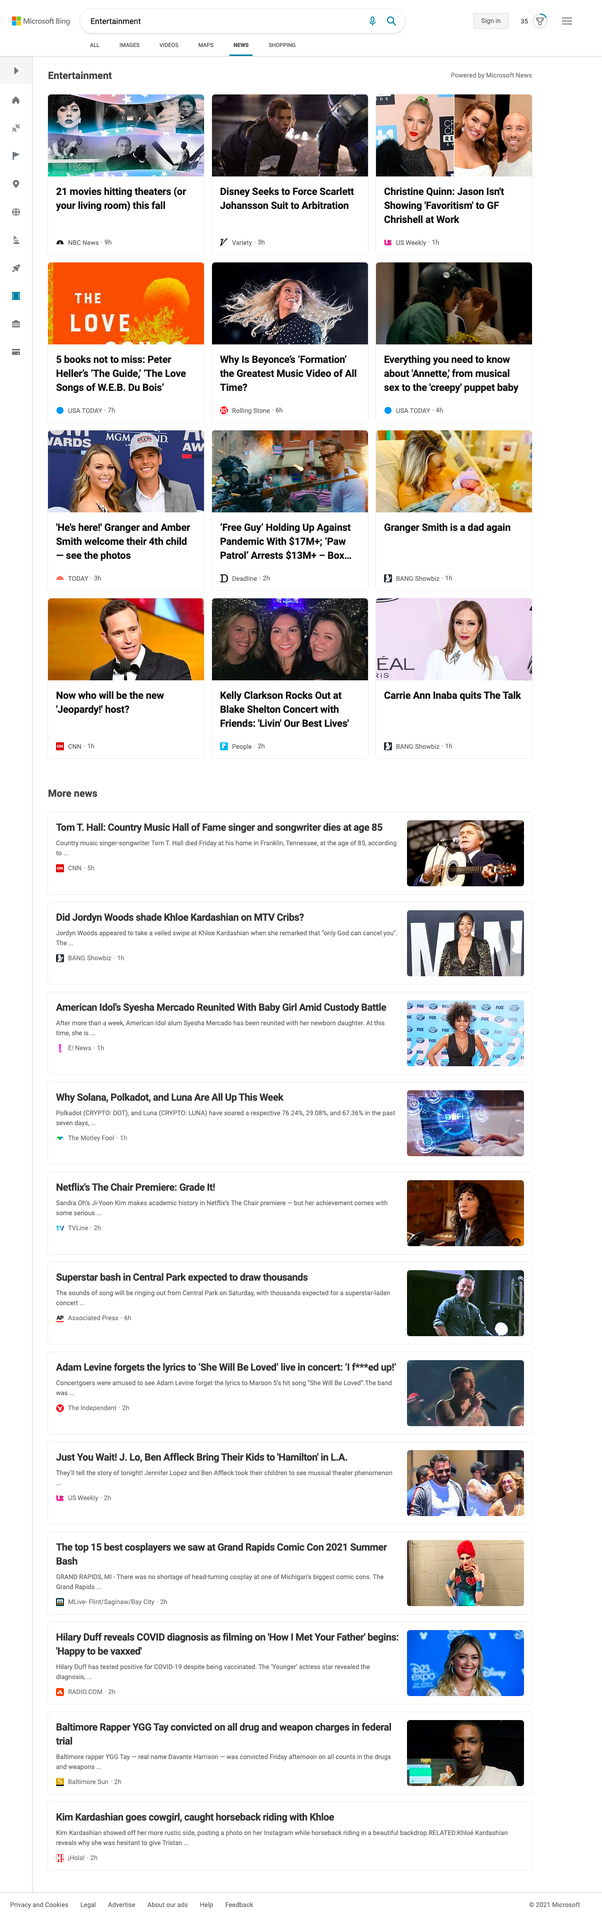 Microsoft Bing
Entertainment
Sign in
35
ALL IMAGES VIDEOS MAPS NEWS SHOPPING
Entertainment
Powered by Microsoft News
21 movies hitting theaters (or
your living room) this fall
NBC News · 9h
Disney Seeks to Force Scarlett
Johansson Suit to Arbitration
Variety · 3h
Christine Quinn: Jason Isn't
Showing 'Favoritism' to GF
Chrishell at Work
US Weekly · 1h
THE
LOVE
SONGS
5 books not to miss: Peter
Heller's 'The Guide,' 'The Love
Songs of W.E.B. Du Bois'
USA TODAY · 7h
Why Is Beyonce's 'Formation'
the Greatest Music Video of All
Time?
Rolling Stone · 6h
Everything you need to know
about 'Annette,' from musical
sex to the 'creepy' puppet baby
USA TODAY · 4h
WARDS
MGM GRAND
'He's here!' Granger and Amber
Smith welcome their 4th child
— see the photos
TODAY · 3h
'Free Guy' Holding Up Against
Pandemic With $17M+; 'Paw
Patrol' Arrests $13M+ – Box...
Deadline · 2h
Granger Smith is a dad again
BANG Showbiz · 1h
Now who will be the new
'Jeopardy!' host?
CNN · 1h
Kelly Clarkson Rocks Out at
Blake Shelton Concert with
Friends: 'Livin' Our Best Lives'
People · 2h
ÉAL
RIS
Carrie Ann Inaba quits The Talk
BANG Showbiz · 1h
More news
Tom T. Hall: Country Music Hall of Fame singer and songwriter dies at age 85
Country music singer-songwriter Tom T. Hall died Friday at his home in Franklin, Tennessee, at the age of 85, according
to ...
CNN · 5h
Did Jordyn Woods shade Khloe Kardashian on MTV Cribs?
Jordyn Woods appeared to take a veiled swipe at Khloe Kardashian when she remarked that "only God can cancel you".
The ...
BANG Showbiz · 1h
American Idol's Syesha Mercado Reunited With Baby Girl Amid Custody Battle
After more than a week, American Idol alum Syesha Mercado has been reunited with her newborn daughter. At this
time, she is ...
E! News · 1h
FOX
Why Solana, Polkadot, and Luna Are All Up This Week
Polkadot (CRYPTO: DOT), and Luna (CRYPTO: LUNA) have soared a respective 76.24%, 29.08%, and 67.36% in the past
seven days, ...
The Motley Fool · 1h
DEFI
Netflix's The Chair Premiere: Grade It!
Sandra Oh's Ji-Yoon Kim makes academic history in Netflix's The Chair premiere — but her achievement comes with
some serious ...
TVLine · 2h
Superstar bash in Central Park expected to draw thousands
The sounds of song will be ringing out from Central Park on Saturday, with thousands expected for a superstar-laden
concert ...
AP Associated Press · 6h
Adam Levine forgets the lyrics to 'She Will Be Loved' live in concert: 'I f***ed up!'
Concertgoers were amused to see Adam Levine forget the lyrics to Maroon 5's hit song "She Will Be Loved".The band
was ...
The Independent · 2h
Just You Wait! J. Lo, Ben Affleck Bring Their Kids to 'Hamilton' in L.A.
They'll tell the story of tonight! Jennifer Lopez and Ben Affleck took their children to see musical theater phenomenon
...
US Weekly · 2h
The top 15 best cosplayers we saw at Grand Rapids Comic Con 2021 Summer
Bash
GRAND RAPIDS, MI - There was no shortage of head-turning cosplay at one of Michigan's biggest comic cons. The
Grand Rapids ...
MLive- Flint/Saginaw/Bay City · 2h
Hilary Duff reveals COVID diagnosis as filming on 'How I Met Your Father' begins:
'Happy to be vaxxed'
Hilary Duff has tested positive for COVID-19 despite being vaccinated. The 'Younger' actress star revealed the
diagnosis, ...
RADIO.COM · 2h
D23
EXPO
Disney
Baltimore Rapper YGG Tay convicted on all drug and weapon charges in federal
trial
Baltimore rapper YGG Tay — real name Davante Harrison — was convicted Friday afternoon on all counts in the drugs
and weapons ...
Baltimore Sun · 2h
Kim Kardashian goes cowgirl, caught horseback riding with Khloe
Kim Kardashian showed off her more rustic side, posting a photo on her Instagram while horseback riding in a beautiful backdrop.RELATED:Khloé Kardashian
reveals why she was hesitant to give Tristan ...
¡Hola! · 2h
Privacy and Cookies Legal Advertise About our ads Help Feedback
© 2021 Microsoft